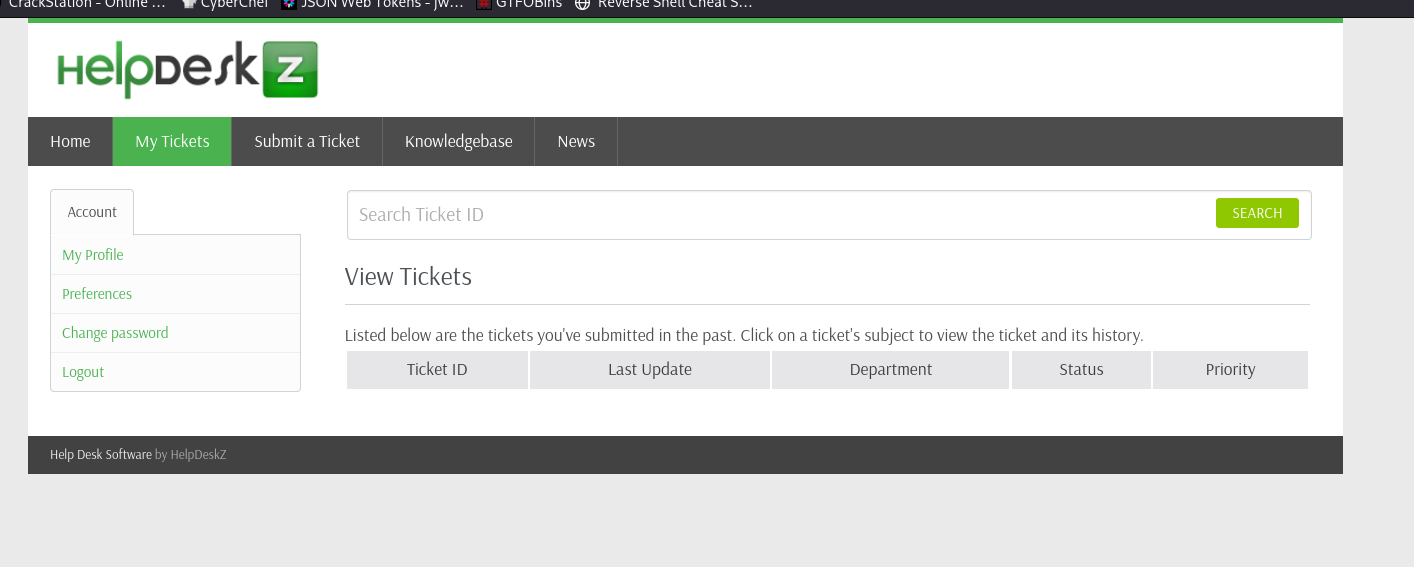 CrackStation - Online ... CyberChef JSON Web Tokens - jw... GTFOBins Reverse Shell Cheat S...
HelpDesk Z
Home My Tickets Submit a Ticket Knowledgebase News
Account
My Profile
Preferences
Change password
Logout
Search Ticket ID SEARCH
View Tickets
Listed below are the tickets you've submitted in the past. Click on a ticket's subject to view the ticket and its history.
Ticket ID Last Update Department Status Priority
Help Desk Software by HelpDeskZ